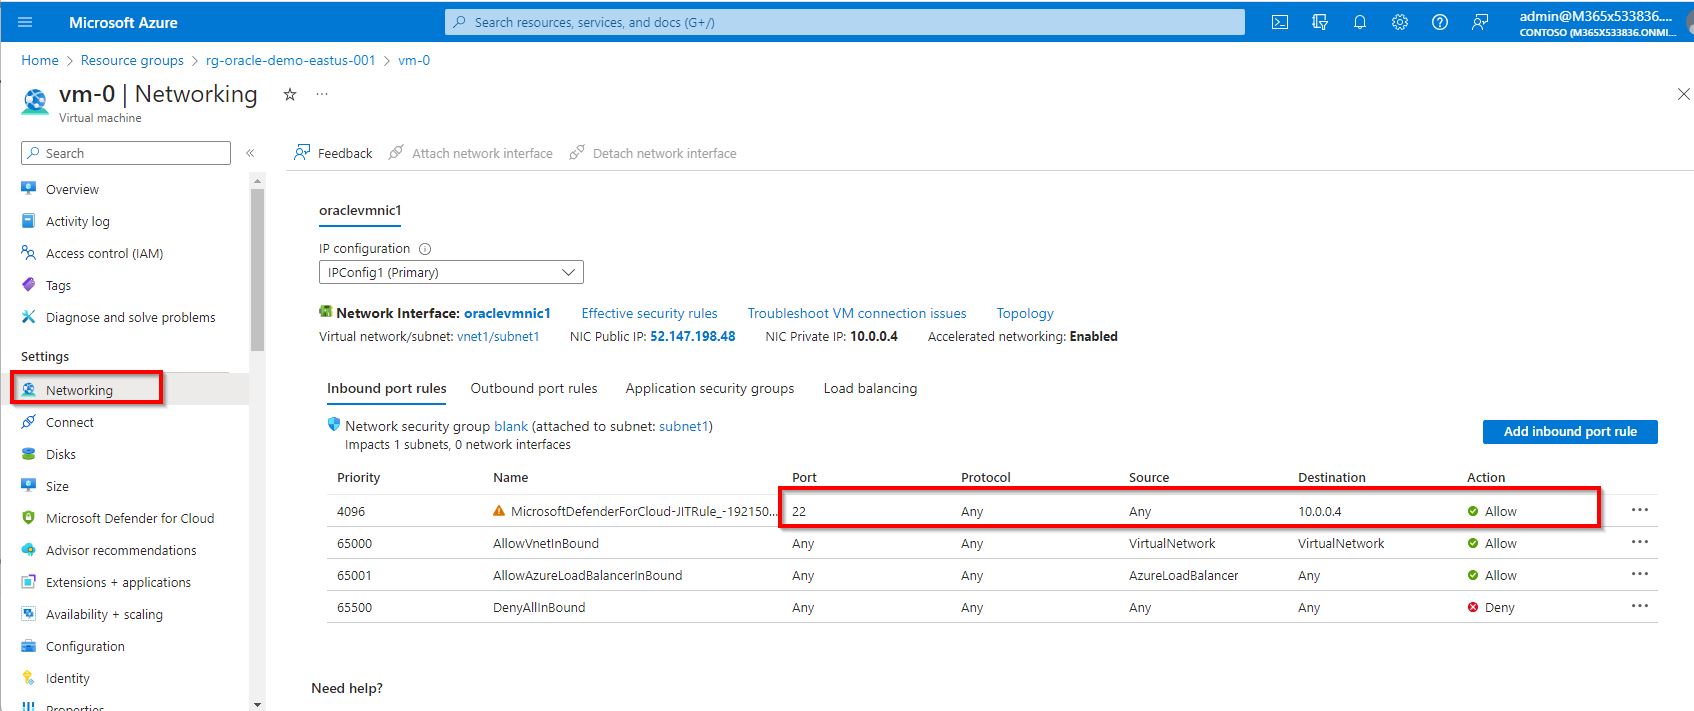 Microsoft Azure
Search resources, services, and docs (G+/)
admin@M365x533836....
CONTOSO (M365X533836.ONMI...
Home > Resource groups > rg-oracle-demo-eastus-001 > vm-0
vm-0 | Networking
Virtual machine
Search
Feedback
Attach network interface
Detach network interface
Overview
Activity log
Access control (IAM)
Tags
Diagnose and solve problems
Settings
Networking
Connect
Disks
Size
Microsoft Defender for Cloud
Advisor recommendations
Extensions + applications
Availability + scaling
Configuration
Identity
Properties
oraclevmnic1
IP configuration
IPConfig1 (Primary)
Network Interface: oraclevmnic1 Effective security rules Troubleshoot VM connection issues Topology
Virtual network/subnet: vnet1/subnet1 NIC Public IP: 52.147.198.48 NIC Private IP: 10.0.0.4 Accelerated networking: Enabled
Inbound port rules Outbound port rules Application security groups Load balancing
Network security group blank (attached to subnet: subnet1)
Impacts 1 subnets, 0 network interfaces
Add inbound port rule
Priority Name Port Protocol Source Destination Action
4096 MicrosoftDefenderForCloud-JITRule_-192150... 22 Any Any 10.0.0.4 Allow
65000 AllowVnetInBound Any Any VirtualNetwork VirtualNetwork Allow
65001 AllowAzureLoadBalancerInBound Any Any AzureLoadBalancer Any Allow
65500 DenyAllInBound Any Any Any Any Deny
Need help?